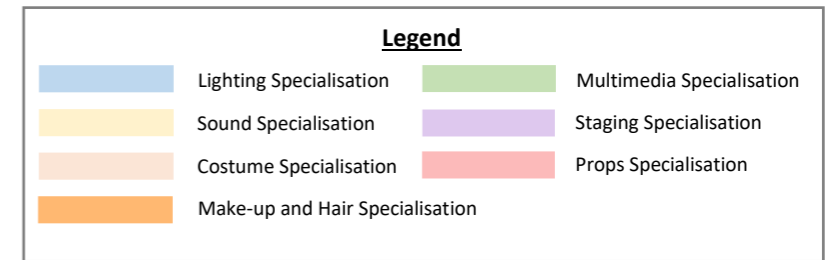 Legend
Lighting Specialisation
Multimedia Specialisation
Sound Specialisation
Staging Specialisation
Costume Specialisation
Props Specialisation
Make-up and Hair Specialisation